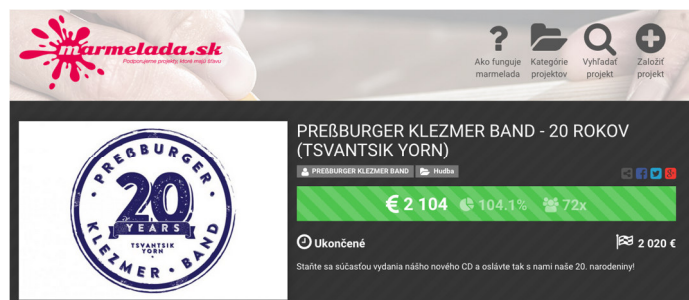 marmelada.sk
Podporujeme projekty, ktoré majú šťavu
Ako funguje
marmelada
Kategórie
projektov
Vyhľadať
projekt
Založiť
projekt
PREßBURGER KLEZMER BAND
20
YEARS
TSVANTSIK
YORN
PREßBURGER KLEZMER BAND - 20 ROKOV
(TSVANTSIK YORN)
PREßBURGER KLEZMER BAND Hudba
€ 2 104 104.1% 72x
Ukončené 2 020 €
Staňte sa súčasťou vydania nášho nového CD a oslávte tak s nami naše 20. narodeniny!